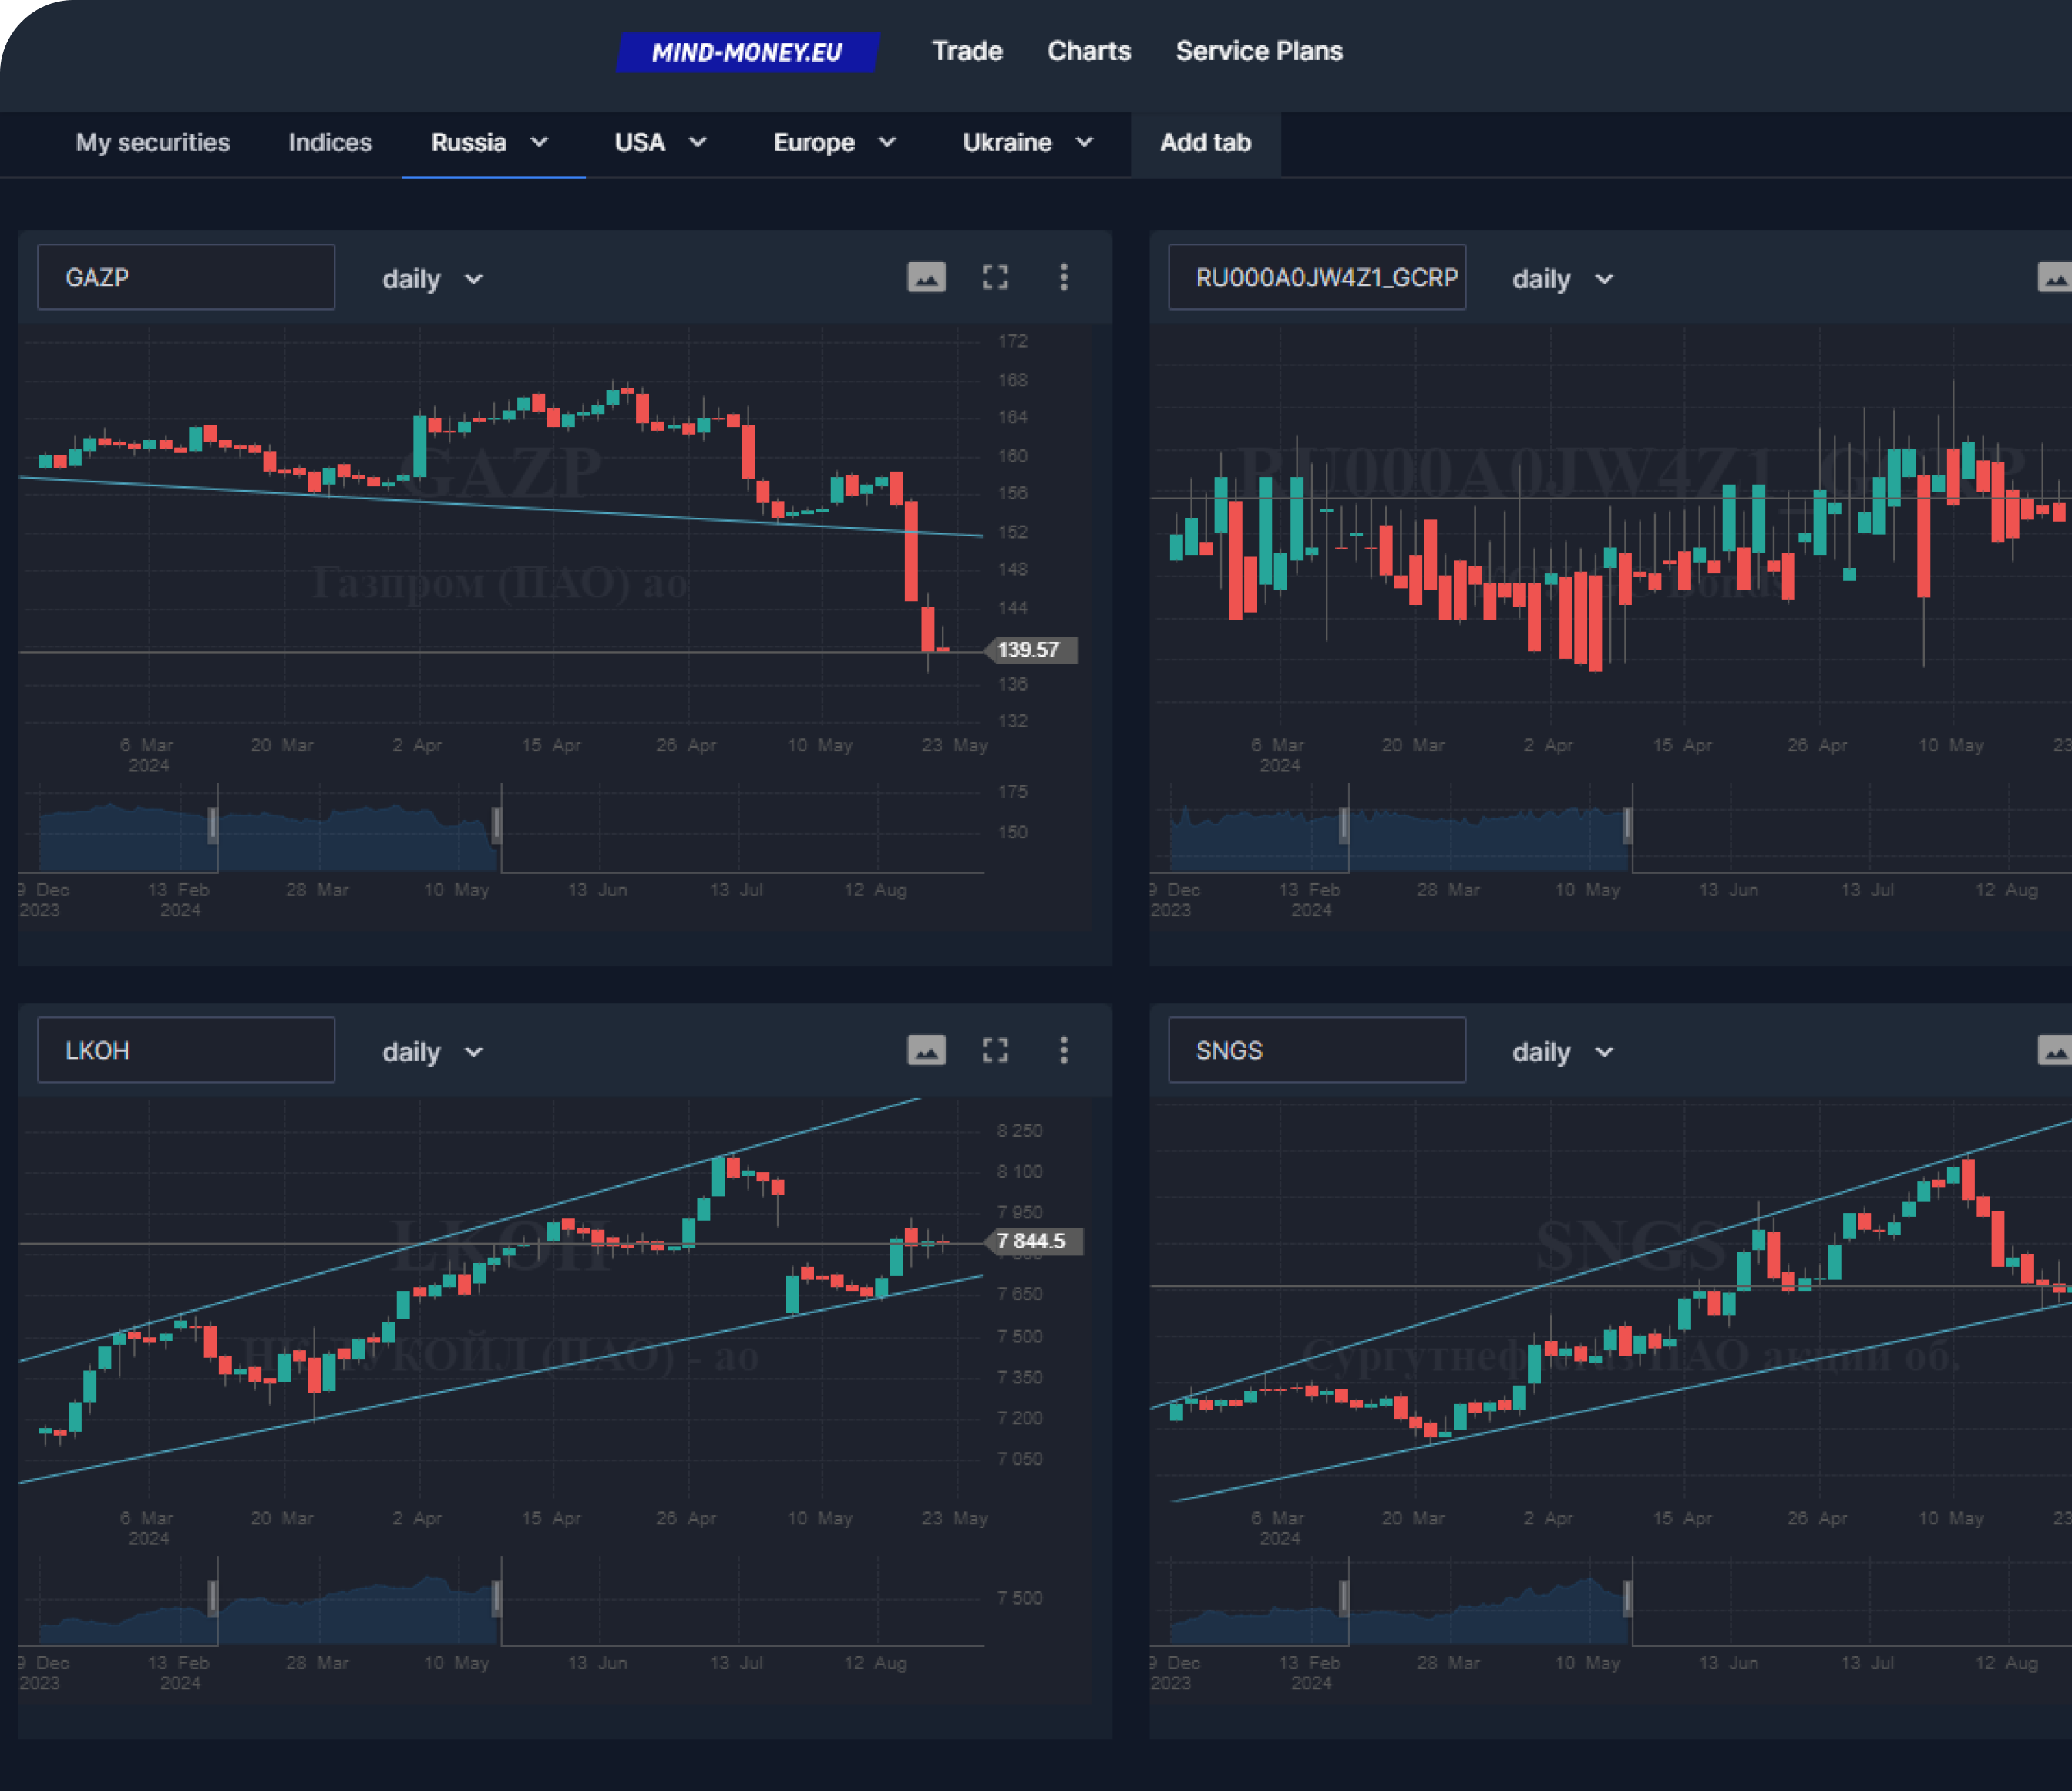 MIND-MONEY.EU Trade Charts Service Plans
My securities Indices Russia USA Europe Ukraine Add tab
GAZP daily
172
168
164
160
156
152
148
144
139.57
136
132
GAZP
Газпром (ПАО) ао
6 Mar 20 Mar 2 Apr 15 Apr 26 Apr 10 May 23 May
2024
175
150
9 Dec 13 Feb 28 Mar 10 May 13 Jun 13 Jul 12 Aug
2023 2024
RU000A0JW4Z1_GCRP daily
RU000A0JW4Z1_GCRP
Bonds
6 Mar 20 Mar 2 Apr 15 Apr 26 Apr 10 May 23
2024
9 Dec 13 Feb 28 Mar 10 May 13 Jun 13 Jul 12 Aug
2023 2024
LKOH daily
8 250
8 100
7 950
7 844.5
7 650
7 500
7 350
7 200
7 050
LKOH
НК ЛУКОЙЛ (ПАО) - ао
6 Mar 20 Mar 2 Apr 15 Apr 26 Apr 10 May 23 May
2024
7 500
9 Dec 13 Feb 28 Mar 10 May 13 Jun 13 Jul 12 Aug
2023 2024
SNGS daily
SNGS
Сургутнефтегаз ПАО акции об.
6 Mar 20 Mar 2 Apr 15 Apr 26 Apr 10 May 23
2024
9 Dec 13 Feb 28 Mar 10 May 13 Jun 13 Jul 12 Aug
2023 2024